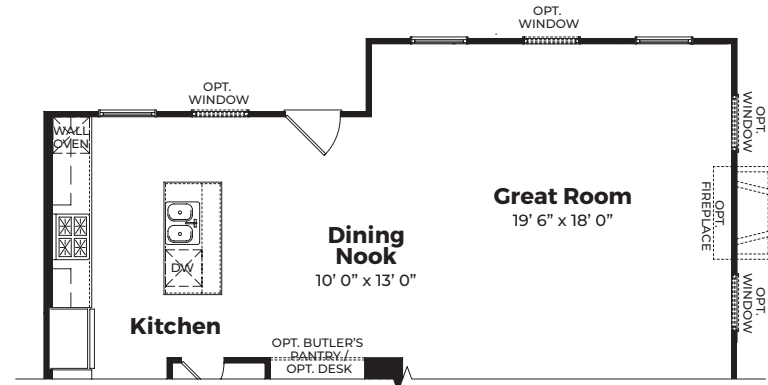 OPT.
WINDOW
OPT.
WINDOW
WALL
OVEN
OPT.
WINDOW
Great Room
19' 6” x 18' 0”
OPT.
FIREPLACE
Dining
Nook
10' 0” x 13' 0”
DW
OPT.
WINDOW
Kitchen
OPT. BUTLER'S
PANTRY /
OPT. DESK